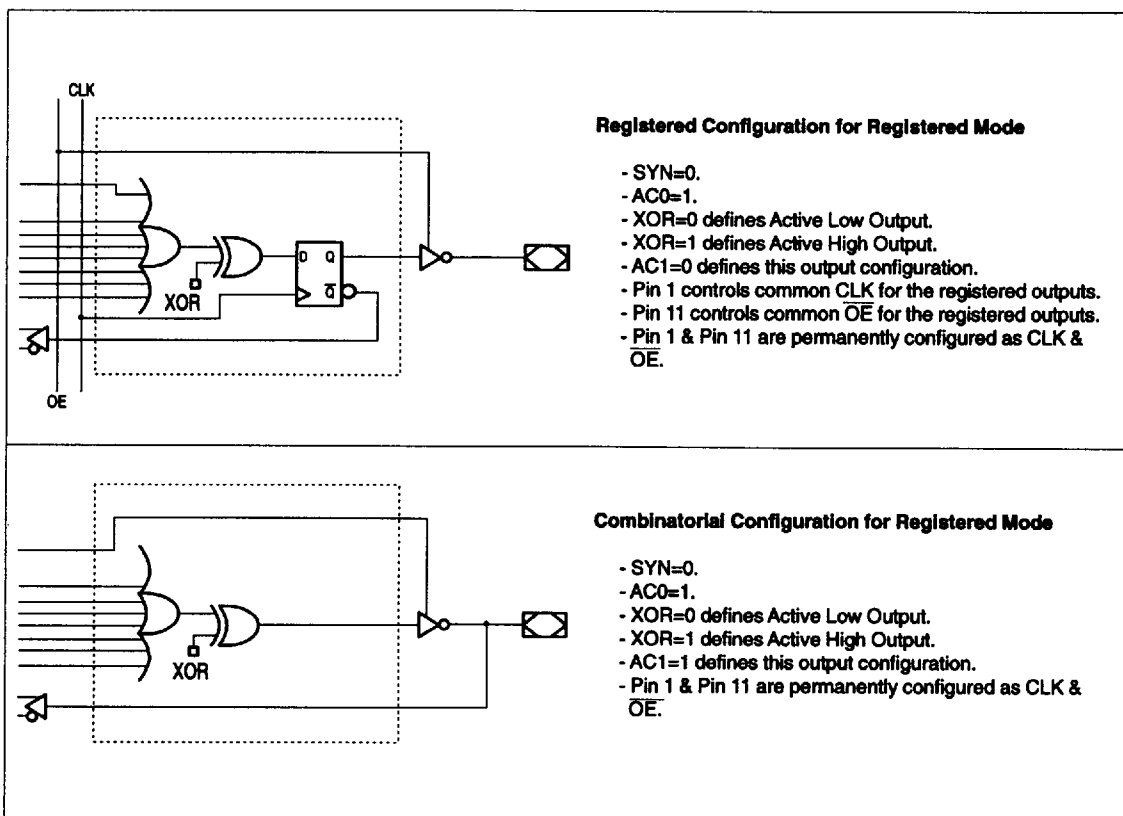 CLK
Registered Configuration for Registered Mode
- SYN=0.
- AC0=1.
- XOR=0 defines Active Low Output.
- XOR=1 defines Active High Output.
- AC1=0 defines this output configuration.
- Pin 1 controls common CLK for the registered outputs.
- Pin 11 controls common O̅E̅ for the registered outputs.
- Pin 1 & Pin 11 are permanently configured as CLK &
O̅E̅.
D Q
Q̅
XOR
OE
Combinatorial Configuration for Registered Mode
- SYN=0.
- AC0=1.
- XOR=0 defines Active Low Output.
- XOR=1 defines Active High Output.
- AC1=1 defines this output configuration.
- Pin 1 & Pin 11 are permanently configured as CLK &
O̅E̅.
XOR